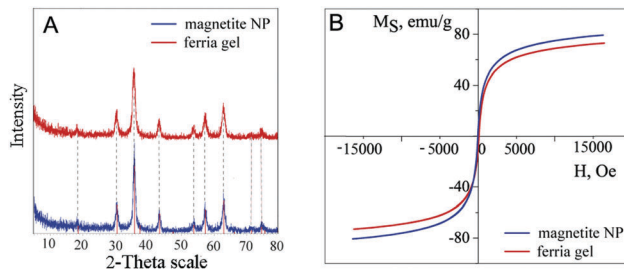 A
magnetite NP
ferria gel
Intensity
10 20 30 40 50 60 70 80
2-Theta scale
B
MS, emu/g
80
40
-15000 -5000 0 5000 15000
H, Oe
-40
-80
magnetite NP
ferria gel